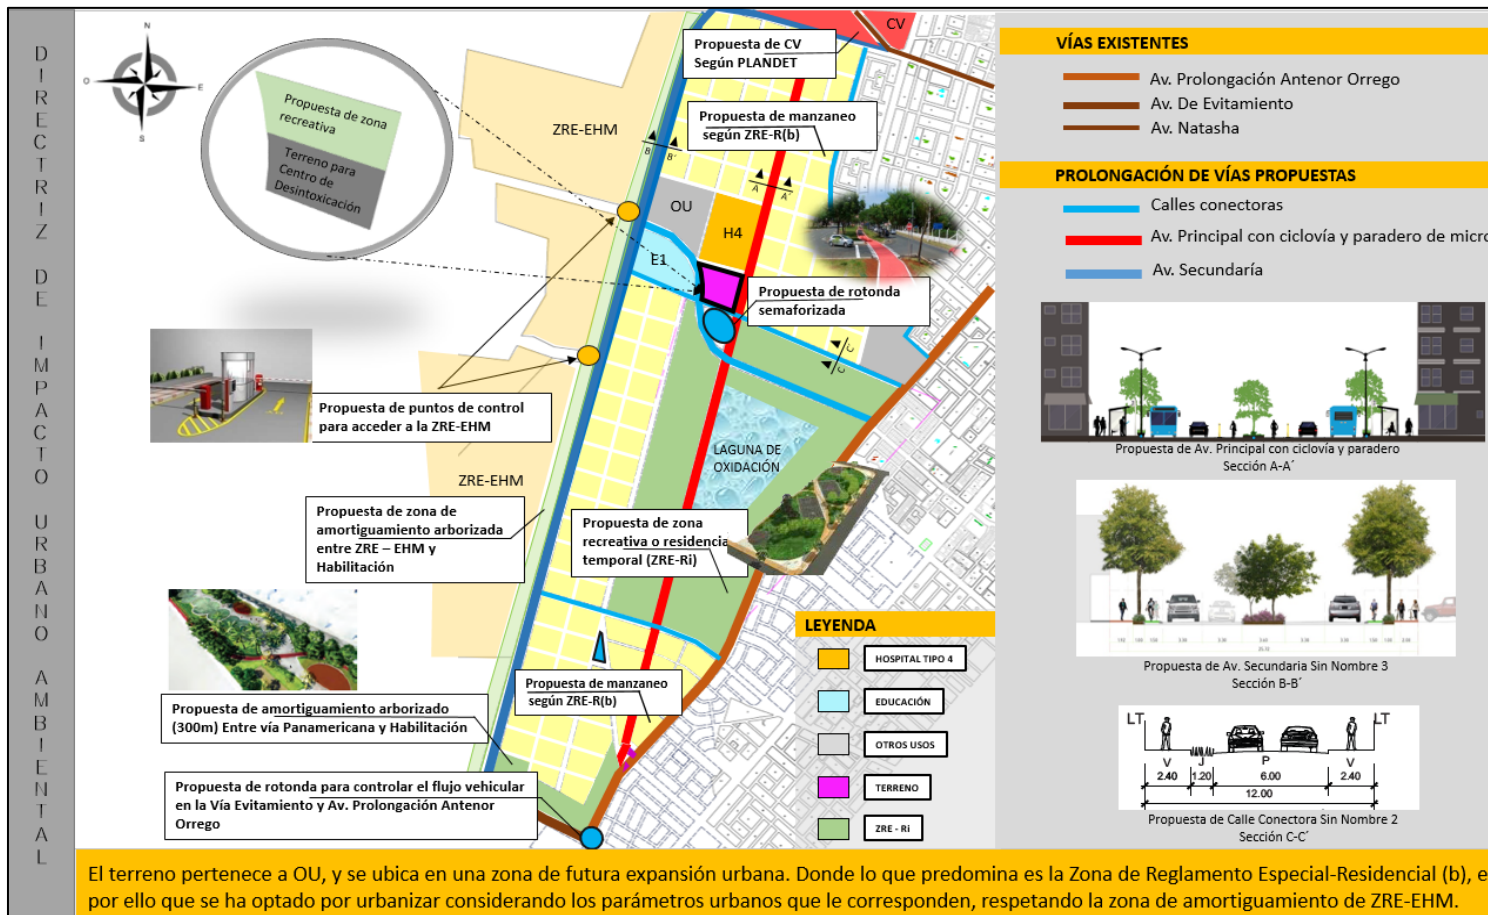 DIRECTRIZ DE IMPACTO URBANO AMBIENTAL
N
O
E
S
Propuesta de zona
recreativa
Terreno para
Centro de
Desintoxicación
ZRE-EHM
Propuesta de CV
Según PLANDET
CV
Propuesta de manzaneo
según ZRE-R(b)
B B´
A A´
OU
H4
E1
Propuesta de rotonda
semaforizada
C C´
Propuesta de puntos de control
para acceder a la ZRE-EHM
LAGUNA DE
OXIDACIÓN
ZRE-EHM
Propuesta de zona de
amortiguamiento arborizada
entre ZRE – EHM y
Habilitación
Propuesta de zona
recreativa o residencia
temporal (ZRE-Ri)
Propuesta de manzaneo
según ZRE-R(b)
Propuesta de amortiguamiento arborizado
(300m) Entre vía Panamericana y Habilitación
Propuesta de rotonda para controlar el flujo vehicular
en la Vía Evitamiento y Av. Prolongación Antenor
Orrego
LEYENDA
HOSPITAL TIPO 4
EDUCACIÓN
OTROS USOS
TERRENO
ZRE - Ri
VÍAS EXISTENTES
Av. Prolongación Antenor Orrego
Av. De Evitamiento
Av. Natasha
PROLONGACIÓN DE VÍAS PROPUESTAS
Calles conectoras
Av. Principal con ciclovía y paradero de micro
Av. Secundaría
Propuesta de Av. Principal con ciclovía y paradero
Sección A-A´
Propuesta de Av. Secundaria Sin Nombre 3
Sección B-B´
LT LT
V J P V
2.40 1.20 6.00 2.40
12.00
Propuesta de Calle Conectora Sin Nombre 2
Sección C-C´
El terreno pertenece a OU, y se ubica en una zona de futura expansión urbana. Donde lo que predomina es la Zona de Reglamento Especial-Residencial (b), e
por ello que se ha optado por urbanizar considerando los parámetros urbanos que le corresponden, respetando la zona de amortiguamiento de ZRE-EHM.